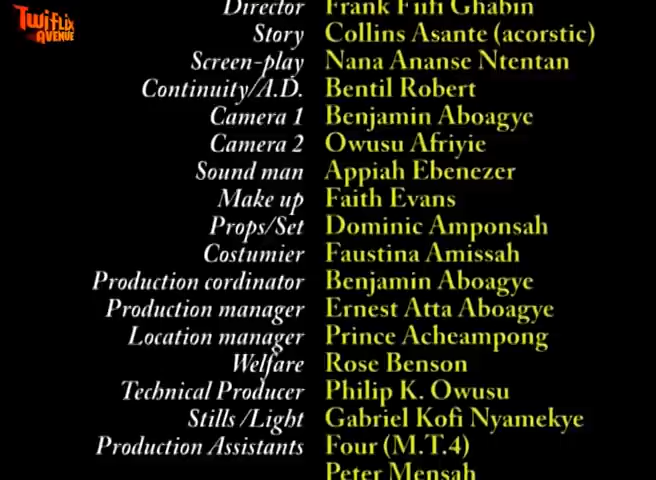 TWIFLIX
AVENUE
Director Frank Fiifi Ghabin
Story Collins Asante (acorstic)
Screen-play Nana Ananse Ntentan
Continuity/A.D. Bentil Robert
Camera 1 Benjamin Aboagye
Camera 2 Owusu Afriyie
Sound man Appiah Ebenezer
Make up Faith Evans
Props/Set Dominic Amponsah
Costumier Faustina Amissah
Production cordinator Benjamin Aboagye
Production manager Ernest Atta Aboagye
Location manager Prince Acheampong
Welfare Rose Benson
Technical Producer Philip K. Owusu
Stills /Light Gabriel Kofi Nyamekye
Production Assistants Four (M.T.4)
Peter Mensah